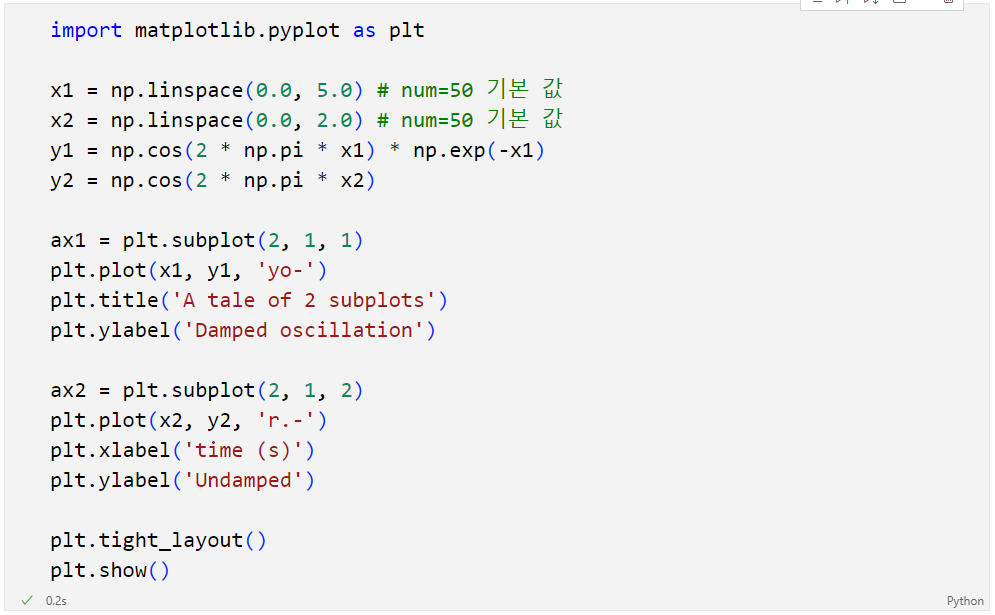 import matplotlib.pyplot as plt
x1 = np.linspace(0.0, 5.0) # num=50 기본 값
x2 = np.linspace(0.0, 2.0) # num=50 기본 값
y1 = np.cos(2 * np.pi * x1) * np.exp(-x1)
y2 = np.cos(2 * np.pi * x2)
ax1 = plt.subplot(2, 1, 1)
plt.plot(x1, y1, 'yo-')
plt.title('A tale of 2 subplots')
plt.ylabel('Damped oscillation')
ax2 = plt.subplot(2, 1, 2)
plt.plot(x2, y2, 'r.-')
plt.xlabel('time (s)')
plt.ylabel('Undamped')
plt.tight_layout()
plt.show()
0.2s
Python